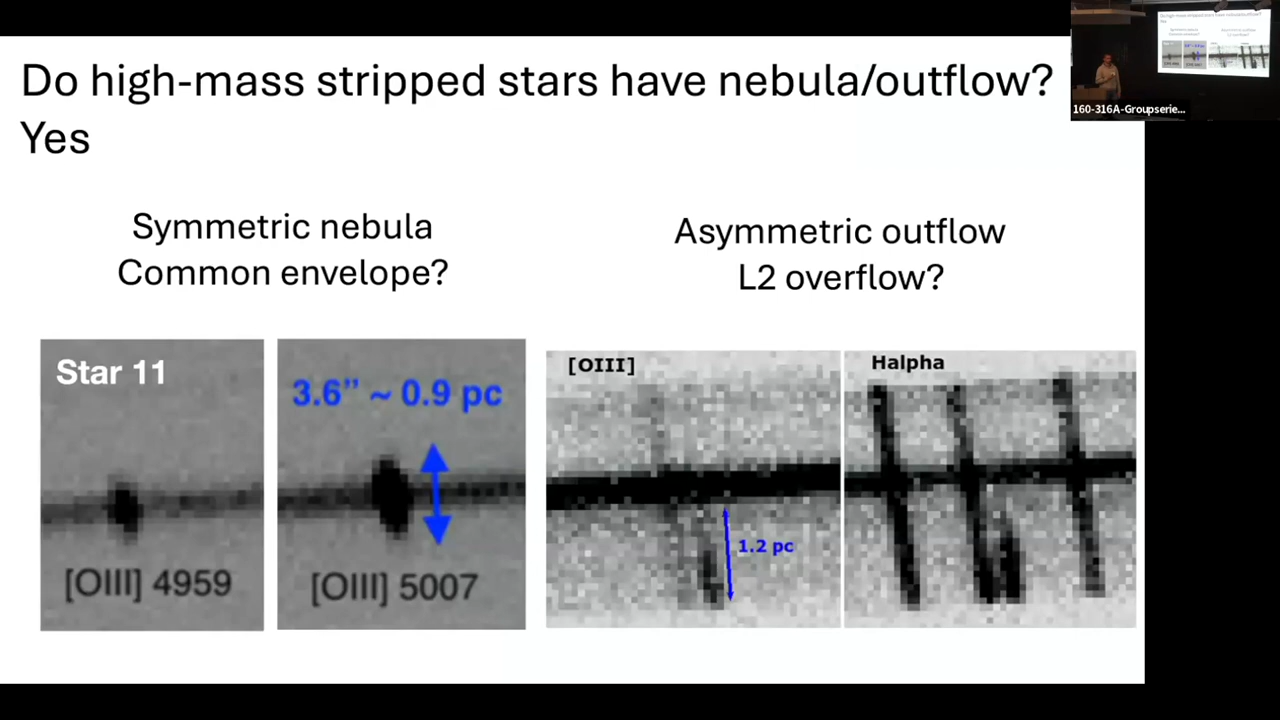 Do high-mass stripped stars have nebula/outflow?
Yes
Symmetric nebula
Common envelope?
Asymmetric outflow
L2 overflow?
Star 11
3.6” ~ 0.9 pc
[OIII] 4959
[OIII] 5007
[OIII]
1.2 pc
Halpha
160-316A-Groupserie...